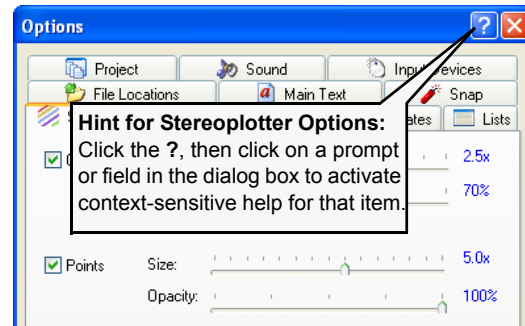 Options
Project Sound Input Devices
File Locations Main Text Snap
Lists
Hint for Stereoplotter Options:
Click the ?, then click on a prompt
or field in the dialog box to activate
context-sensitive help for that item.
2.5x
70%
Points Size: 5.0x
Opacity: 100%